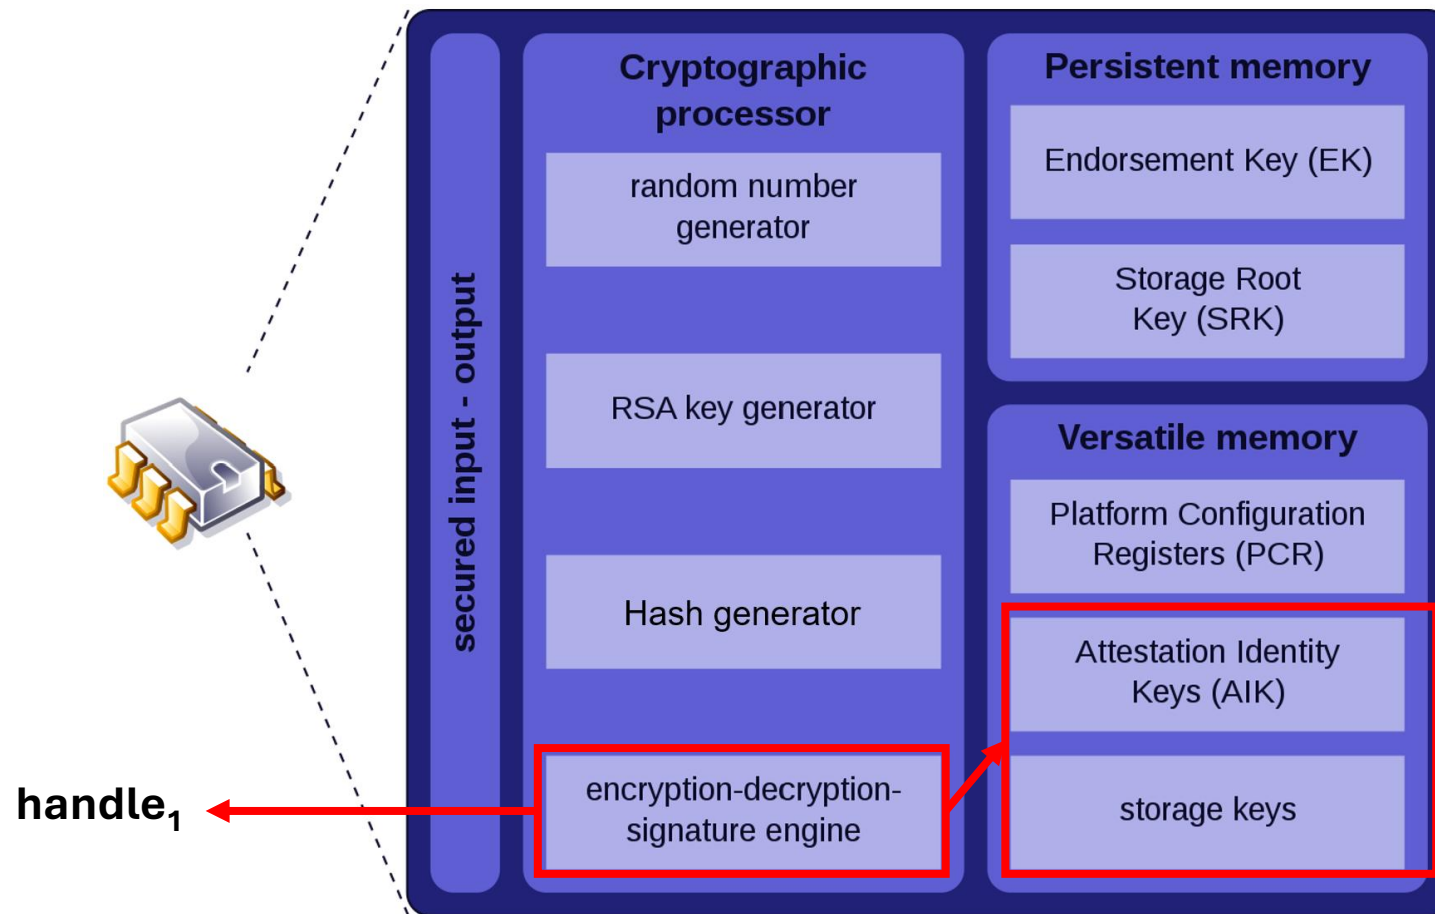 secured input - output
Cryptographic
processor
random number
generator
RSA key generator
Hash generator
encryption-decryption-
signature engine
Persistent memory
Endorsement Key (EK)
Storage Root
Key (SRK)
Versatile memory
Platform Configuration
Registers (PCR)
Attestation Identity
Keys (AIK)
storage keys
handle₁